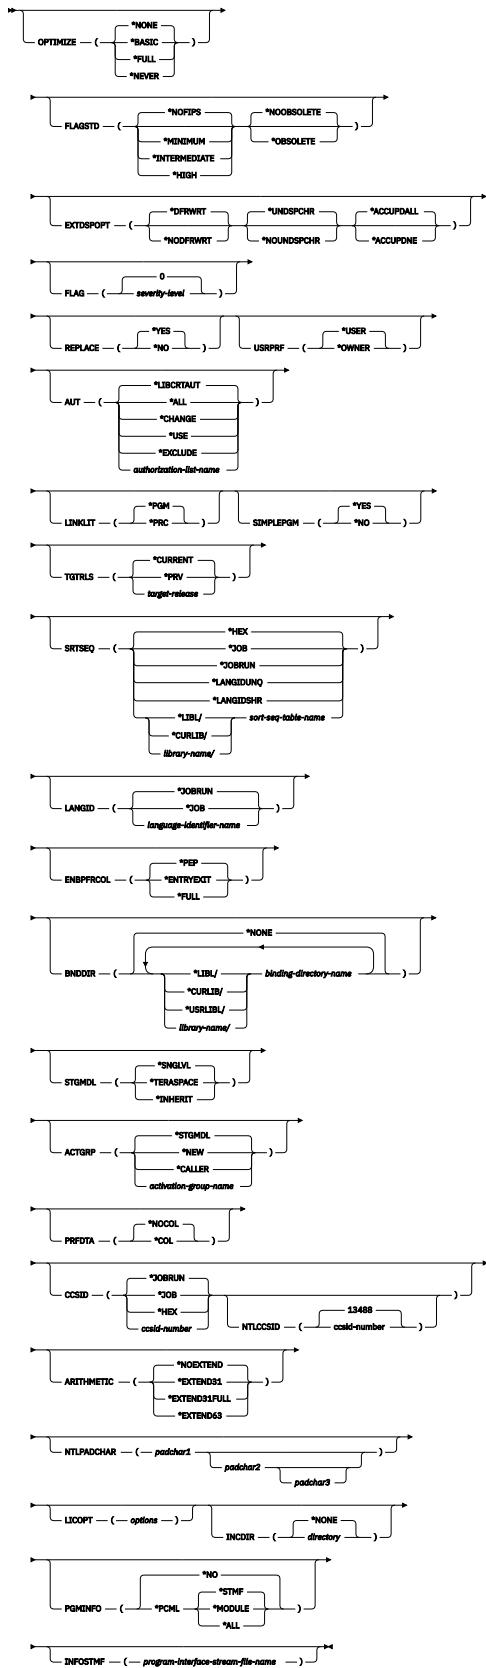 *NONE
OPTIMIZE ( *BASIC )
*FULL
*NEVER
*NOFIPS *NOOBSOLETE
FLAGSTD ( )
*MINIMUM *OBSOLETE
*INTERMEDIATE
*HIGH
*DFRWRT *UNDSPCHR *ACCUPDALL
EXTDSPOPT ( )
*NODFRWRT *NOUNDSPCHR *ACCUPDNE
0
FLAG ( severity-level )
*YES *USER
REPLACE ( *NO ) USRPRF ( *OWNER )
*LIBCRTAUT
AUT ( *ALL )
*CHANGE
*USE
*EXCLUDE
authorization-list-name
*PGM *YES
LINKLIT ( *PRC ) SIMPLEPGM ( *NO )
*CURRENT
TGTRLS ( *PRV )
target-release
*HEX
SRTSEQ ( *JOB )
*JOBRUN
*LANGIDUNQ
*LANGIDSHR
*LIBL/ sort-seq-table-name
*CURLIB/
library-name/
*JOBRUN
LANGID ( *JOB )
language-identifier-name
*PEP
ENBPFRCOL ( *ENTRYEXIT )
*FULL
*NONE
BNDDIR ( *LIBL/ binding-directory-name )
*CURLIB/
*USRLIBL/
library-name/
*SNGLVL
STGMDL ( *TERASPACE )
*INHERIT
*STGMDL
ACTGRP ( *NEW )
*CALLER
activation-group-name
*NOCOL
PRFDTA ( *COL )
*JOBRUN
CCSID ( *JOB )
*HEX 13488
ccsid-number NTLCCSID ( ccsid-number )
*NOEXTEND
ARITHMETIC ( *EXTEND31 )
*EXTEND31FULL
*EXTEND63
NTLPADCHAR ( padchar1 )
padchar2
padchar3
LICOPT ( options ) *NONE
INCDIR ( directory )
*NO
*STMF
PGMINFO ( *PCML *MODULE )
*ALL
INFOSTMF ( program-interface-stream-file-name )